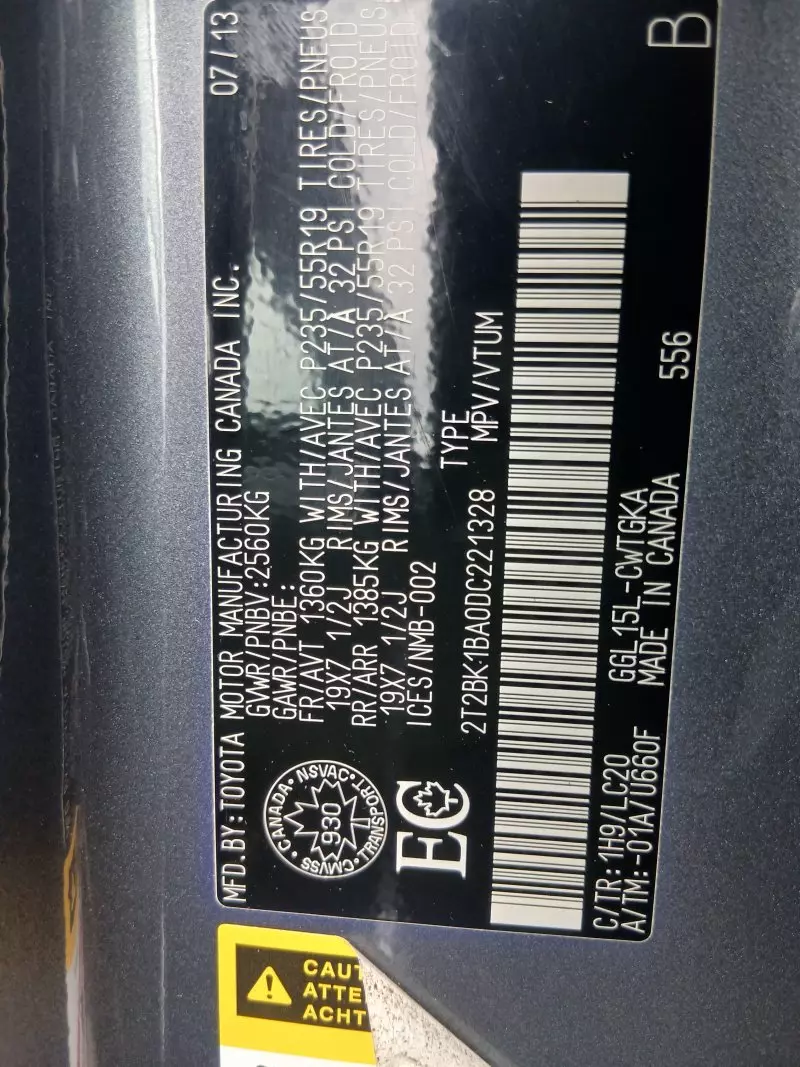 MFD.BY:TOYOTA MOTOR MANUFACTURING CANADA INC. 07/13
GVWR/PNBV:2560KG
GAWR/PNBE:
FR/AVT 1360KG WITH/AVEC P235/55R19 TIRES/PNEUS
19X7 1/2J RIMS/JANTES AT/A 32 PSI COLD/FROID
RR/ARR 1385KG WITH/AVEC P235/55R19 TIRES/PNEUS
19X7 1/2J RIMS/JANTES AT/A 32 PSI COLD/FROID
ICES/NMB-002
CANADA · NSVAC · TRANSPORT · CMVSS
930
EC
TYPE
2T2BK1BA0DC221328 MPV/VTUM
C/TR: 1H9/LC20 GGL15L-CWTGKA
A/TM:-01A/U660F MADE IN CANADA 556 B
CAUT
ATTE
ACHT